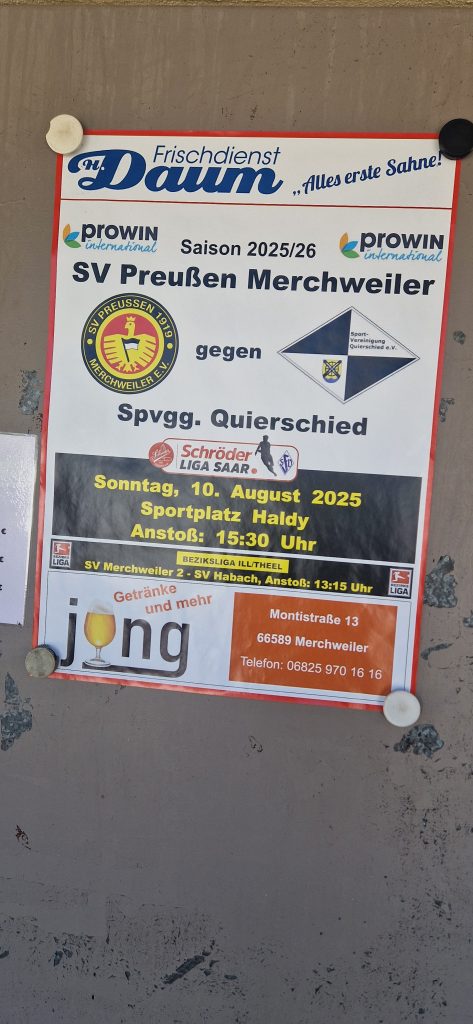 H. Daum
Frischdienst
„Alles erste Sahne!
prowin
international
prowin
international
Saison 2025/26
SV Preußen Merchweiler
SV PREUSSEN 1919
MERCHWEILER E.V.
gegen
Sport-
Vereinigung
Quierschied e.V.
Spvgg. Quierschied
Schröder
LIGA SAAR.
Sonntag, 10. August 2025
Sportplatz Haldy
Anstoß: 15:30 Uhr
BEZIKSLIGA ILL/THEEL
SV Merchweiler 2 - SV Habach, Anstoß: 13:15 Uhr
LIGA
LIGA
Getränke
und mehr
jung
Montistraße 13
66589 Merchweiler
Telefon: 06825 970 16 16
€
€